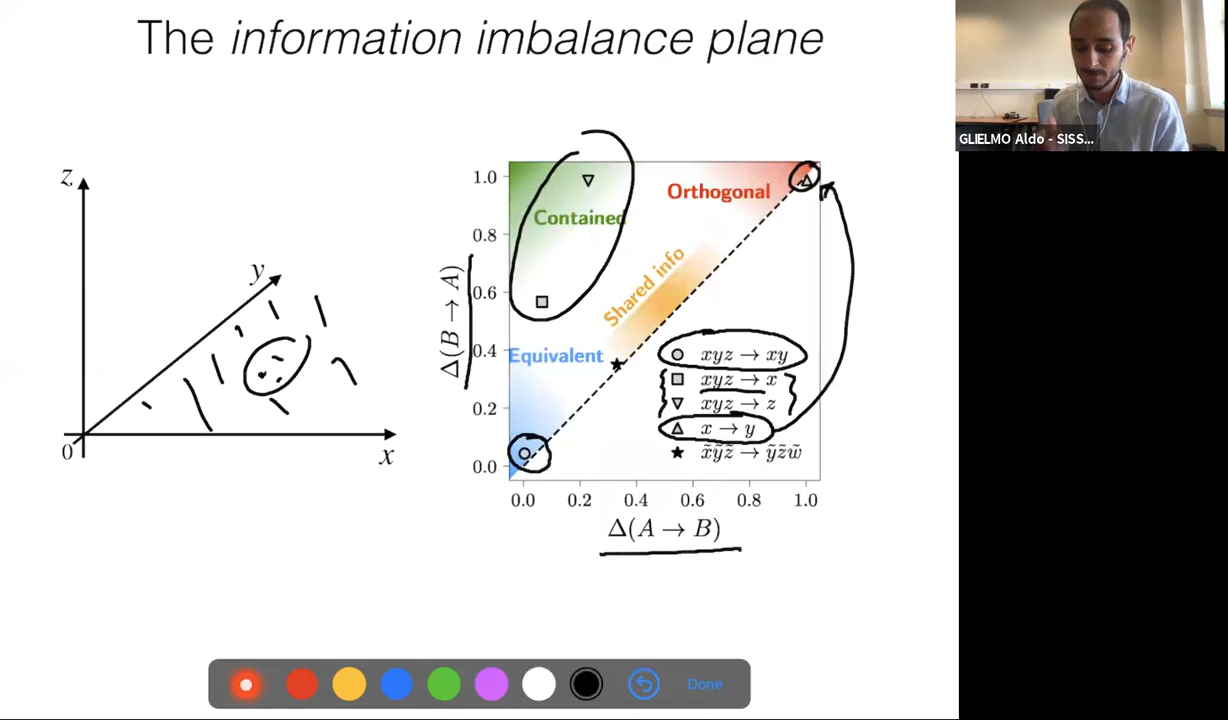 The information imbalance plane
GLIELMO Aldo - SISS...
z
y
x
0
Δ(B → A)
1.0
0.8
0.6
0.4
0.2
0.0
Contained
Orthogonal
Shared info
Equivalent
xyz → xy
xyz → x
xyz → z
x → y
x̃ỹz̃ → ỹz̃w̃
0.0 0.2 0.4 0.6 0.8 1.0
Δ(A → B)
Done